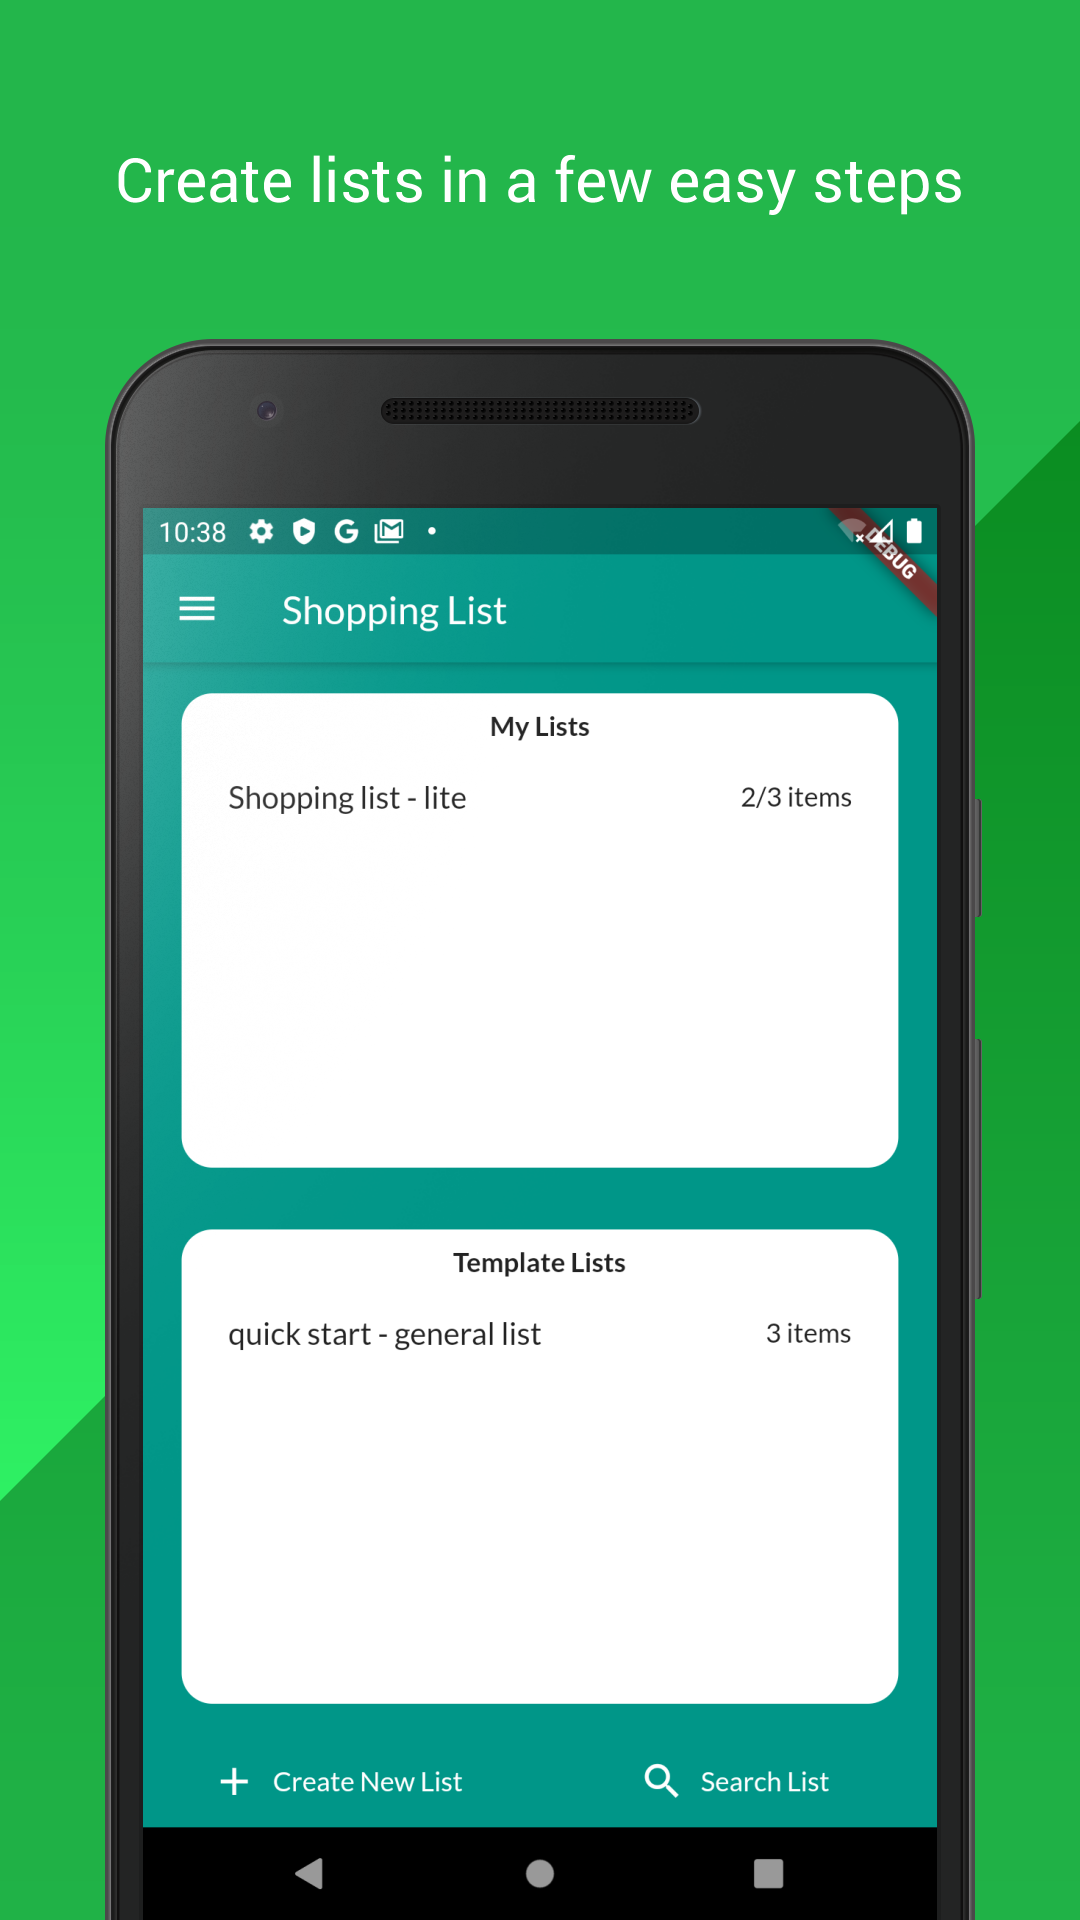 Create lists in a few easy steps
10:38
DEBUG
Shopping List
My Lists
Shopping list - lite 2/3 items
Template Lists
quick start - general list 3 items
Create New List Search List